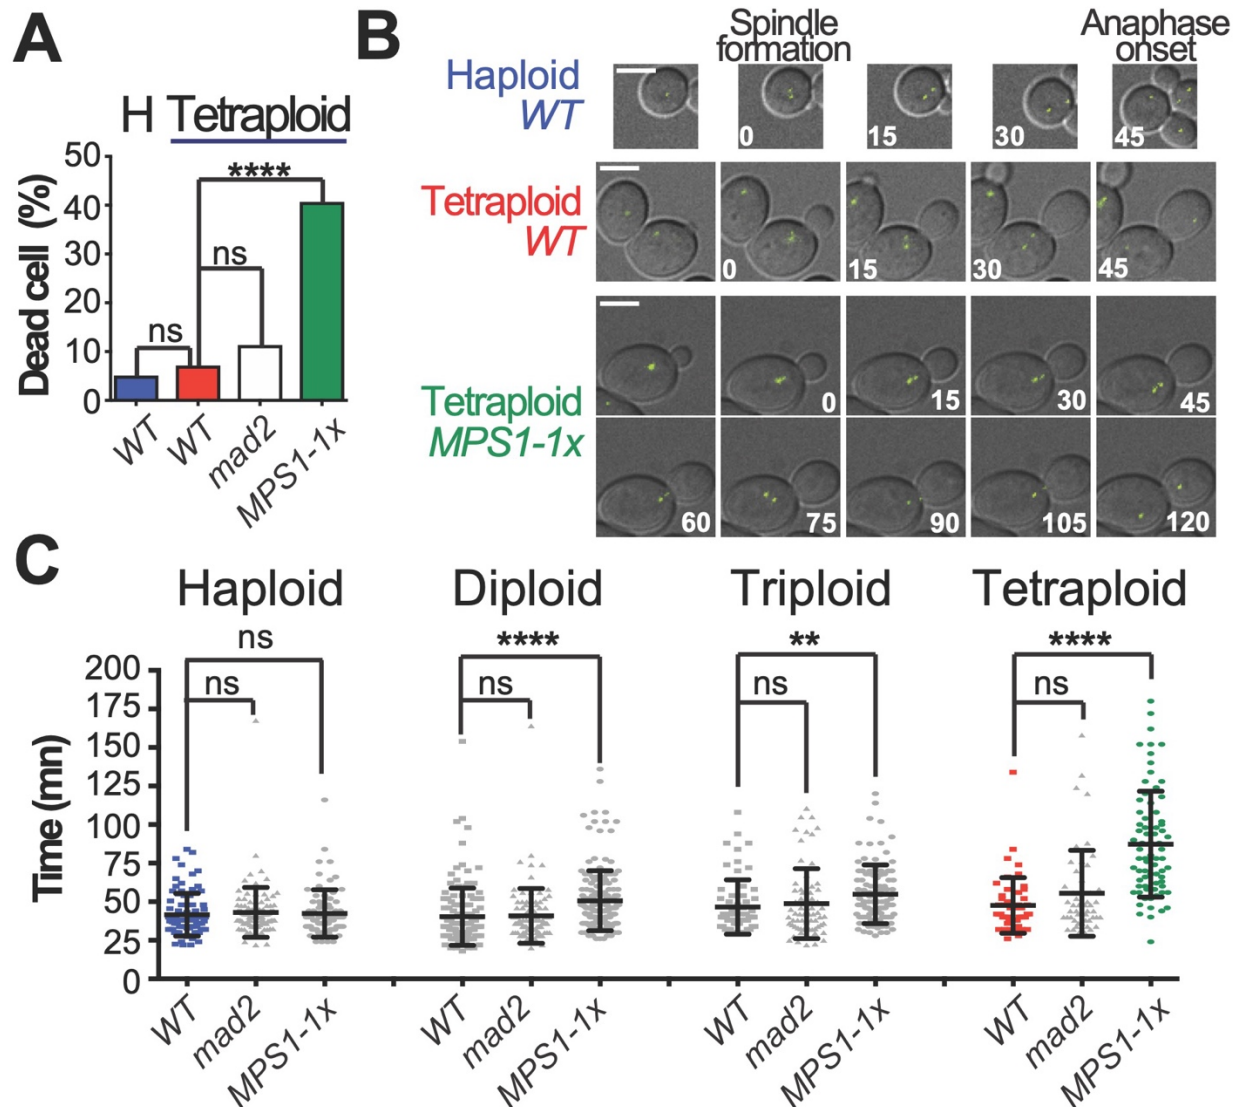 A
H Tetraploid
Dead cell (%)
50
40
30
20
10
0
ns
ns
****
WT
WT
mad2
MPS1-1x
B
Spindle
formation
Anaphase
onset
Haploid
WT
0
15
30
45
Tetraploid
WT
0
15
30
45
Tetraploid
MPS1-1x
0
15
30
45
60
75
90
105
120
C
Haploid
Diploid
Triploid
Tetraploid
Time (mn)
200
175
150
125
100
75
50
25
0
ns
ns
****
ns
**
ns
****
ns
WT
mad2
MPS1-1x
WT
mad2
MPS1-1x
WT
mad2
MPS1-1x
WT
mad2
MPS1-1x